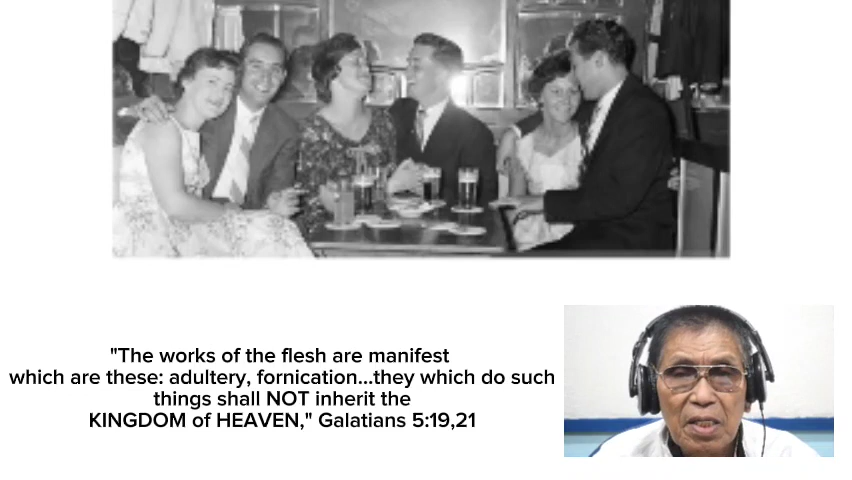 "The works of the flesh are manifest
which are these: adultery, fornication...they which do such
things shall NOT inherit the
KINGDOM of HEAVEN," Galatians 5:19,21